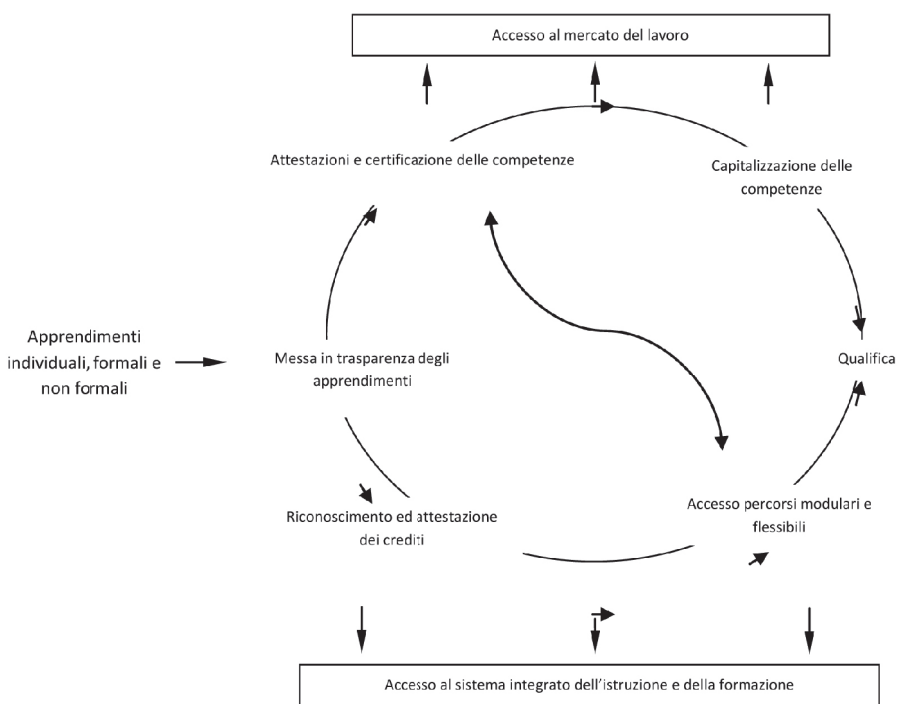 Accesso al mercato del lavoro
Attestazioni e certificazione delle competenze
Capitalizzazione delle
competenze
Apprendimenti
individuali, formali e
non formali
Messa in trasparenza degli
apprendimenti
Qualifica
Riconoscimento ed attestazione
dei crediti
Accesso percorsi modulari e
flessibili
Accesso al sistema integrato dell'istruzione e della formazione